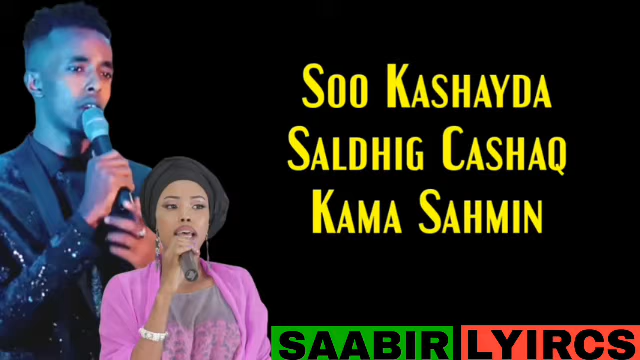 Soo Kashayda
Saldhig Cashaq
Kama Sahmin
SAABIR LYIRCS